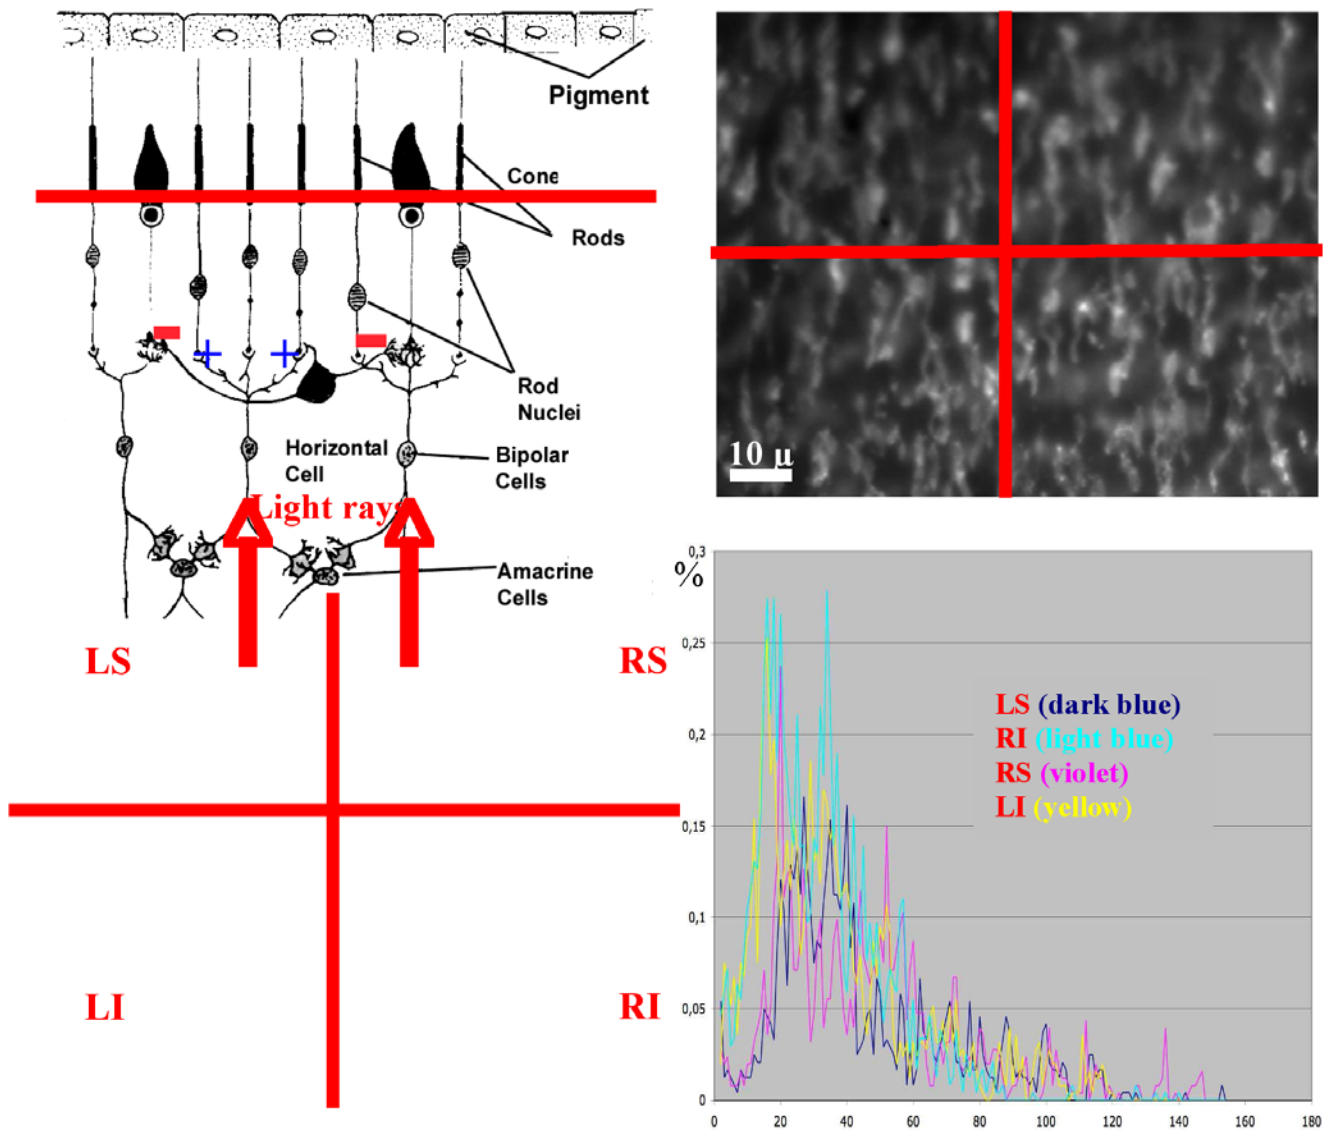 Pigment
Cone
Rods
Rod
Nuclei
Horizontal
Cell
Bipolar
Cells
Light rays
Amacrine
Cells
LS
RS
LI
RI
10 μ
%
0,3
0,25
0,2
0,15
0,1
0,05
0
0 20 40 60 80 100 120 140 160 180
LS (dark blue)
RI (light blue)
RS (violet)
LI (yellow)